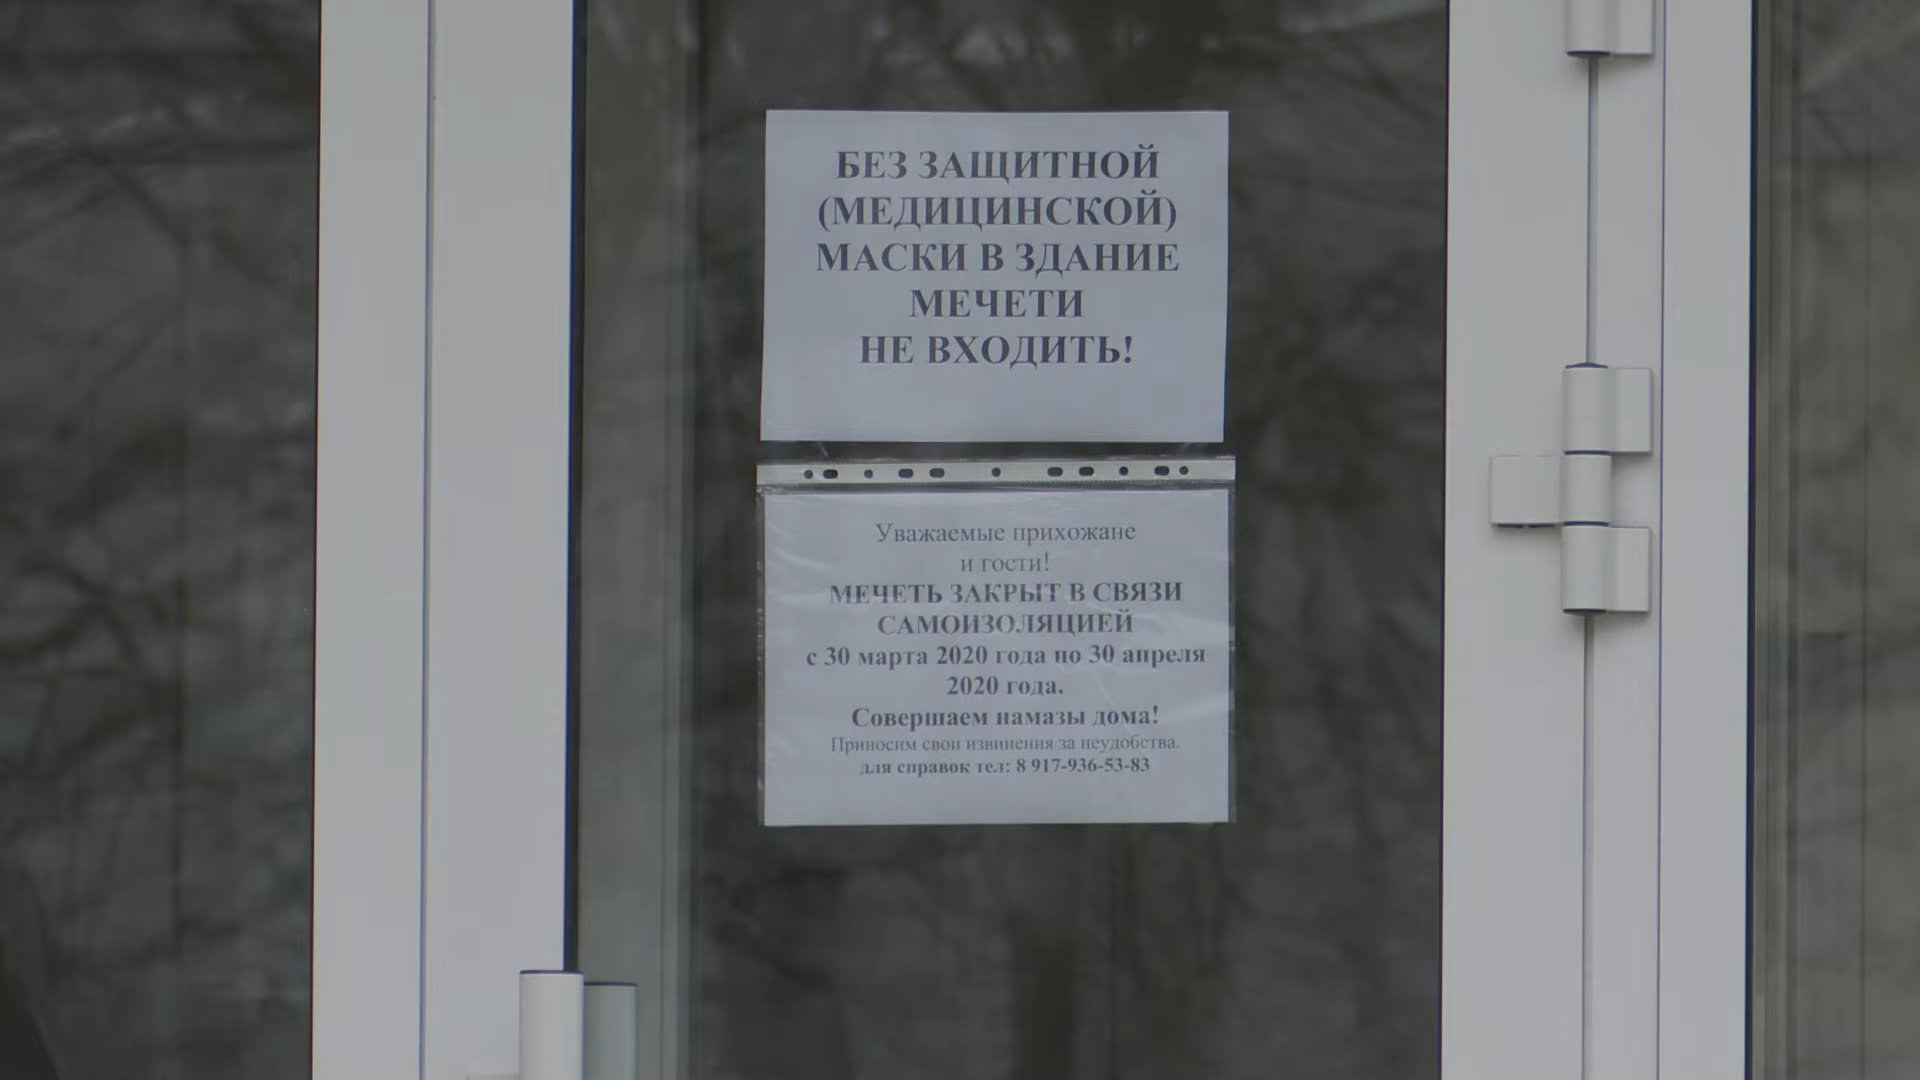 БЕЗ ЗАЩИТНОЙ
(МЕДИЦИНСКОЙ)
МАСКИ В ЗДАНИЕ
МЕЧЕТИ
НЕ ВХОДИТЬ!
Уважаемые прихожане
и гости!
МЕЧЕТЬ ЗАКРЫТ В СВЯЗИ
САМОИЗОЛЯЦИЕЙ
с 30 марта 2020 года по 30 апреля
2020 года.
Совершаем намазы дома!
Приносим свои извинения за неудобства.
для справок тел: 8 917-936-53-83